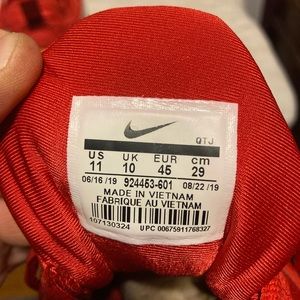 QTJ
US UK EUR cm
11 10 45 29
06/16/19 924453-601 08/22/19
MADE IN VIETNAM
FABRIQUE AU VIETNAM
107130324 UPC 00675911768327